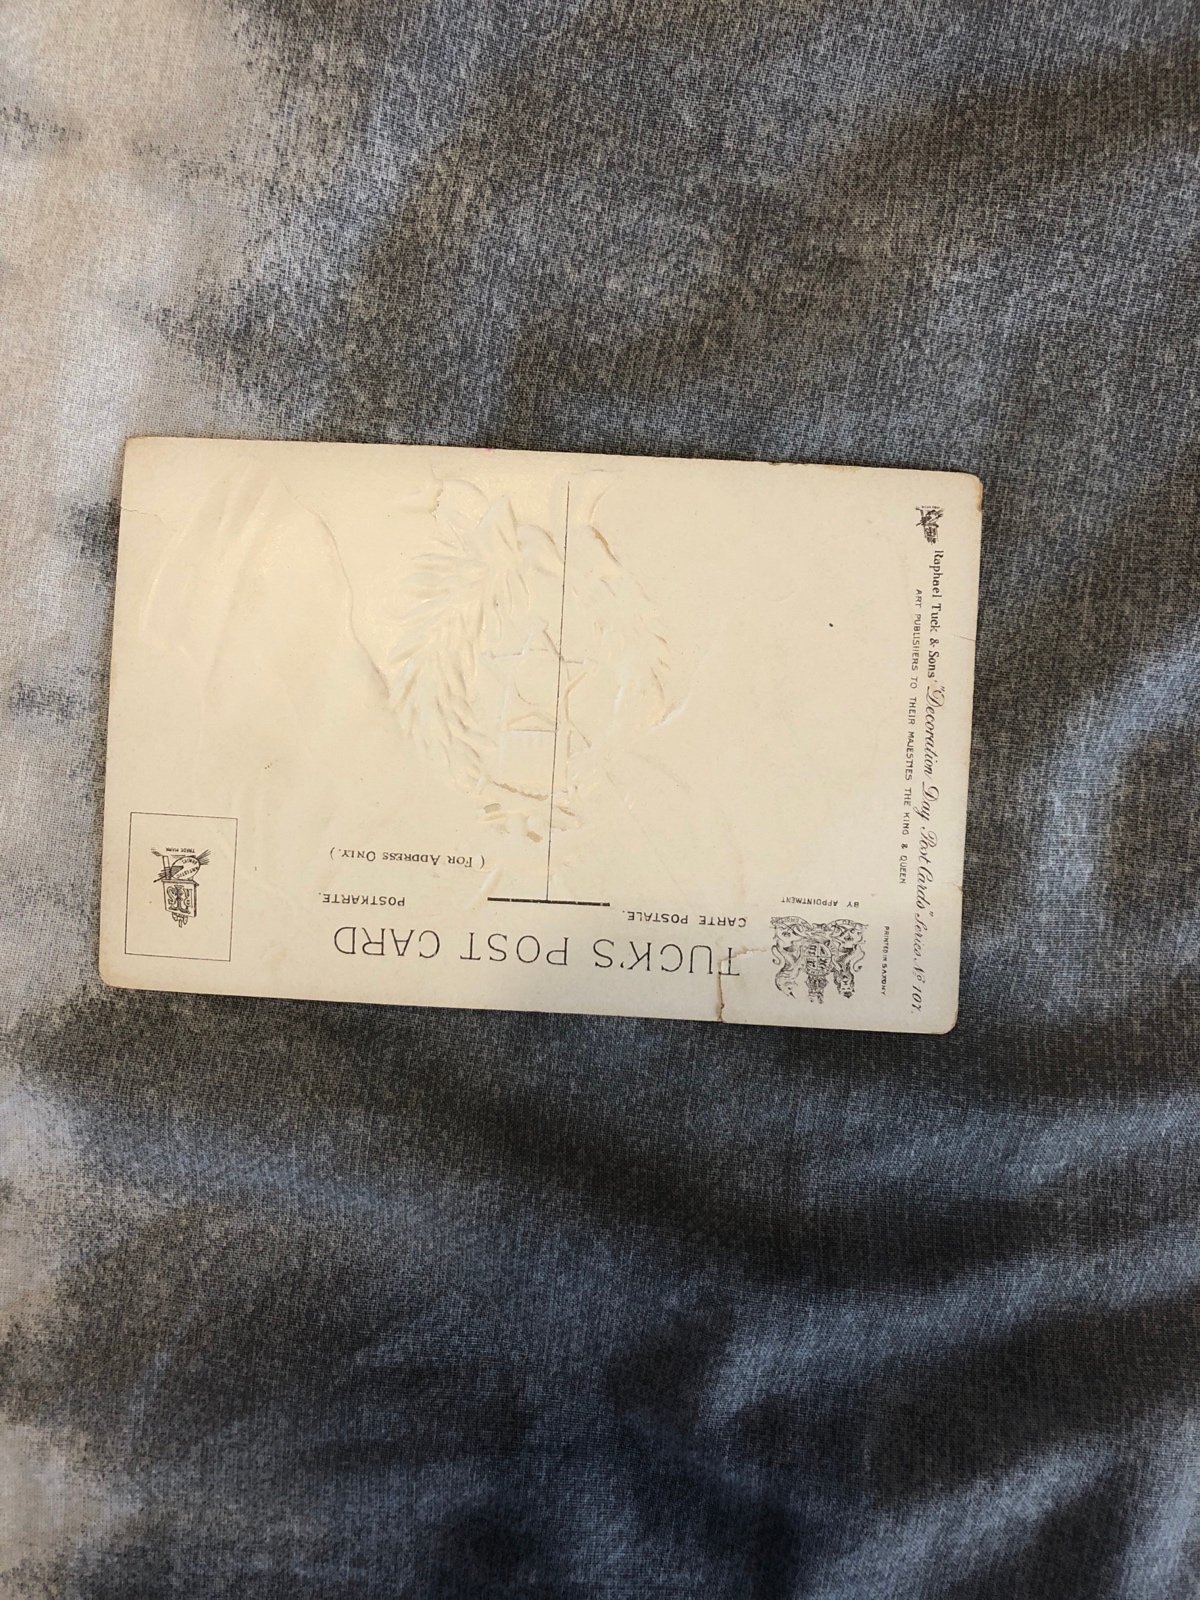 TUCK'S POST CARD
CARTE POSTALE.
POSTKARTE.
( FOR ADDRESS ONLY. )
BY APPOINTMENT
TRADE MARK
Raphael Tuck & Sons' "Decoration Day Post Cards" Series Nº 107.
ART PUBLISHERS TO THEIR MAJESTIES THE KING & QUEEN
PRINTED IN SAXONY